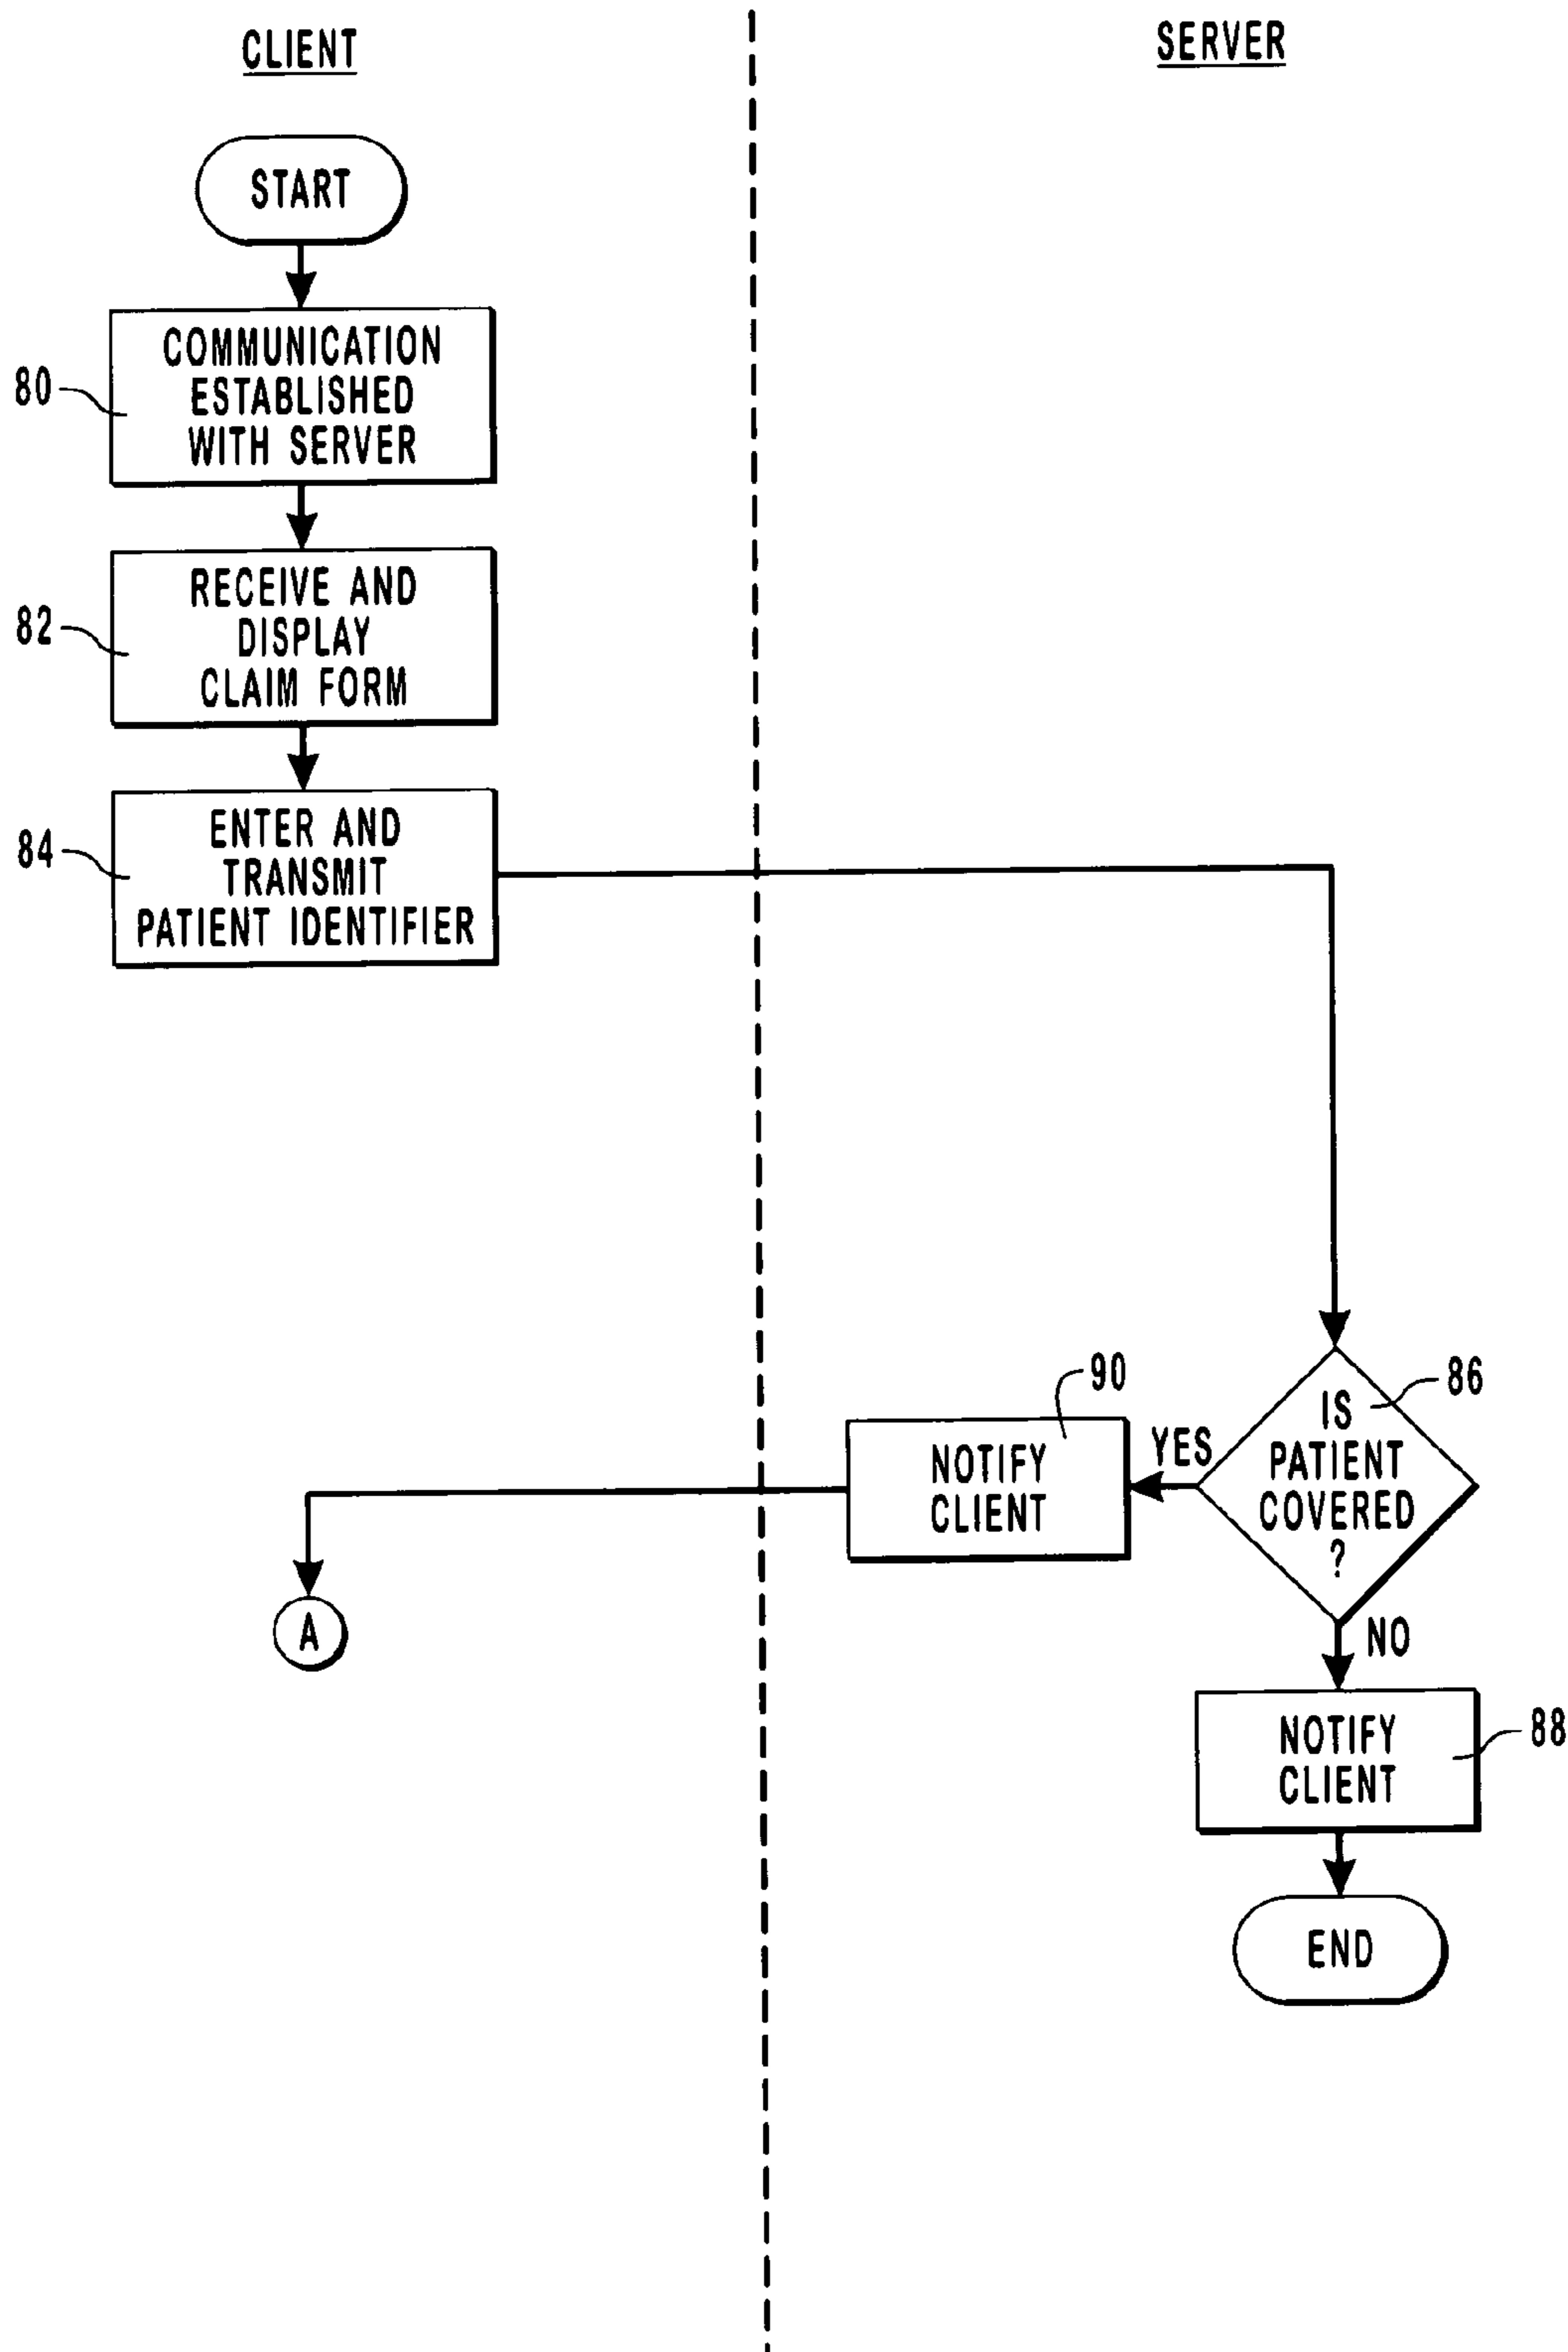 CLIENT
SERVER
START
80
COMMUNICATION
ESTABLISHED
WITH SERVER
82
RECEIVE AND
DISPLAY
CLAIM FORM
84
ENTER AND
TRANSMIT
PATIENT IDENTIFIER
86
IS
PATIENT
COVERED
?
YES
90
NOTIFY
CLIENT
A
NO
88
NOTIFY
CLIENT
END